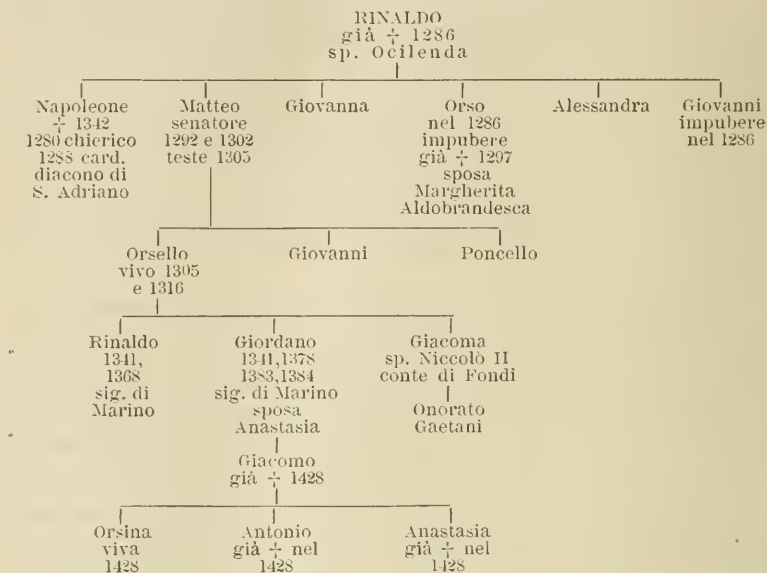 RINALDO
già ÷ 1286
sp. Ocilenda
Napoleone
÷ 1342
1280 chierico
1288 card.
diacono di
S. Adriano
Matteo
senatore
1292 e 1302
teste 1305
Giovanna
Orso
nel 1286
impubere
già ÷ 1297
sposa
Margherita
Aldobrandesca
Alessandra
Giovanni
impubere
nel 1286
Orsello
vivo 1305
e 1316
Giovanni
Poncello
Rinaldo
1341,
1368
sig. di
Marino
Giordano
1341,1378
1383,1384
sig. di Marino
sposa
Anastasia
Giacoma
sp. Niccolò II
conte di Fondi
Onorato
Gaetani
Giacomo
già ÷ 1428
Orsina
viva
1428
Antonio
già ÷ nel
1428
Anastasia
già ÷ nel
1428